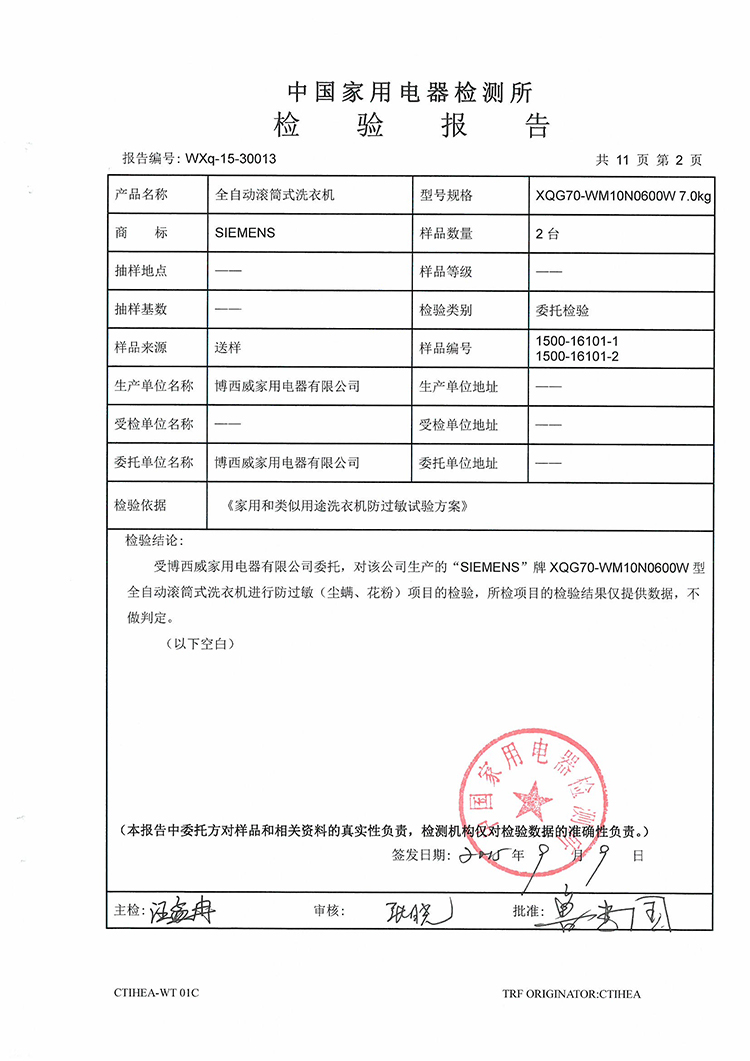 中国家用电器检测所
检 验 报 告
报告编号: WXq-15-30013 共 11 页 第 2 页
产品名称 全自动滚筒式洗衣机 型号规格 XQG70-WM10N0600W 7.0kg
商 标 SIEMENS 样品数量 2 台
抽样地点 —— 样品等级 ——
抽样基数 —— 检验类别 委托检验
样品来源 送样 样品编号 1500-16101-1
1500-16101-2
生产单位名称 博西威家用电器有限公司 生产单位地址 ——
受检单位名称 —— 受检单位地址 ——
委托单位名称 博西威家用电器有限公司 委托单位地址 ——
检验依据 《家用和类似用途洗衣机防过敏试验方案》
检验结论:
受博西威家用电器有限公司委托，对该公司生产的“SIEMENS”牌 XQG70-WM10N0600W 型
全自动滚筒式洗衣机进行防过敏（尘螨、花粉）项目的检验，所检项目的检验结果仅提供数据，不
做判定。
（以下空白）
中国家用电器检测所
（本报告中委托方对样品和相关资料的真实性负责，检测机构仅对检验数据的准确性负责。）
签发日期: 2015 年 9 月 9 日
主检: 审核: 批准:
CTIHEA-WT 01C TRF ORIGINATOR:CTIHEA